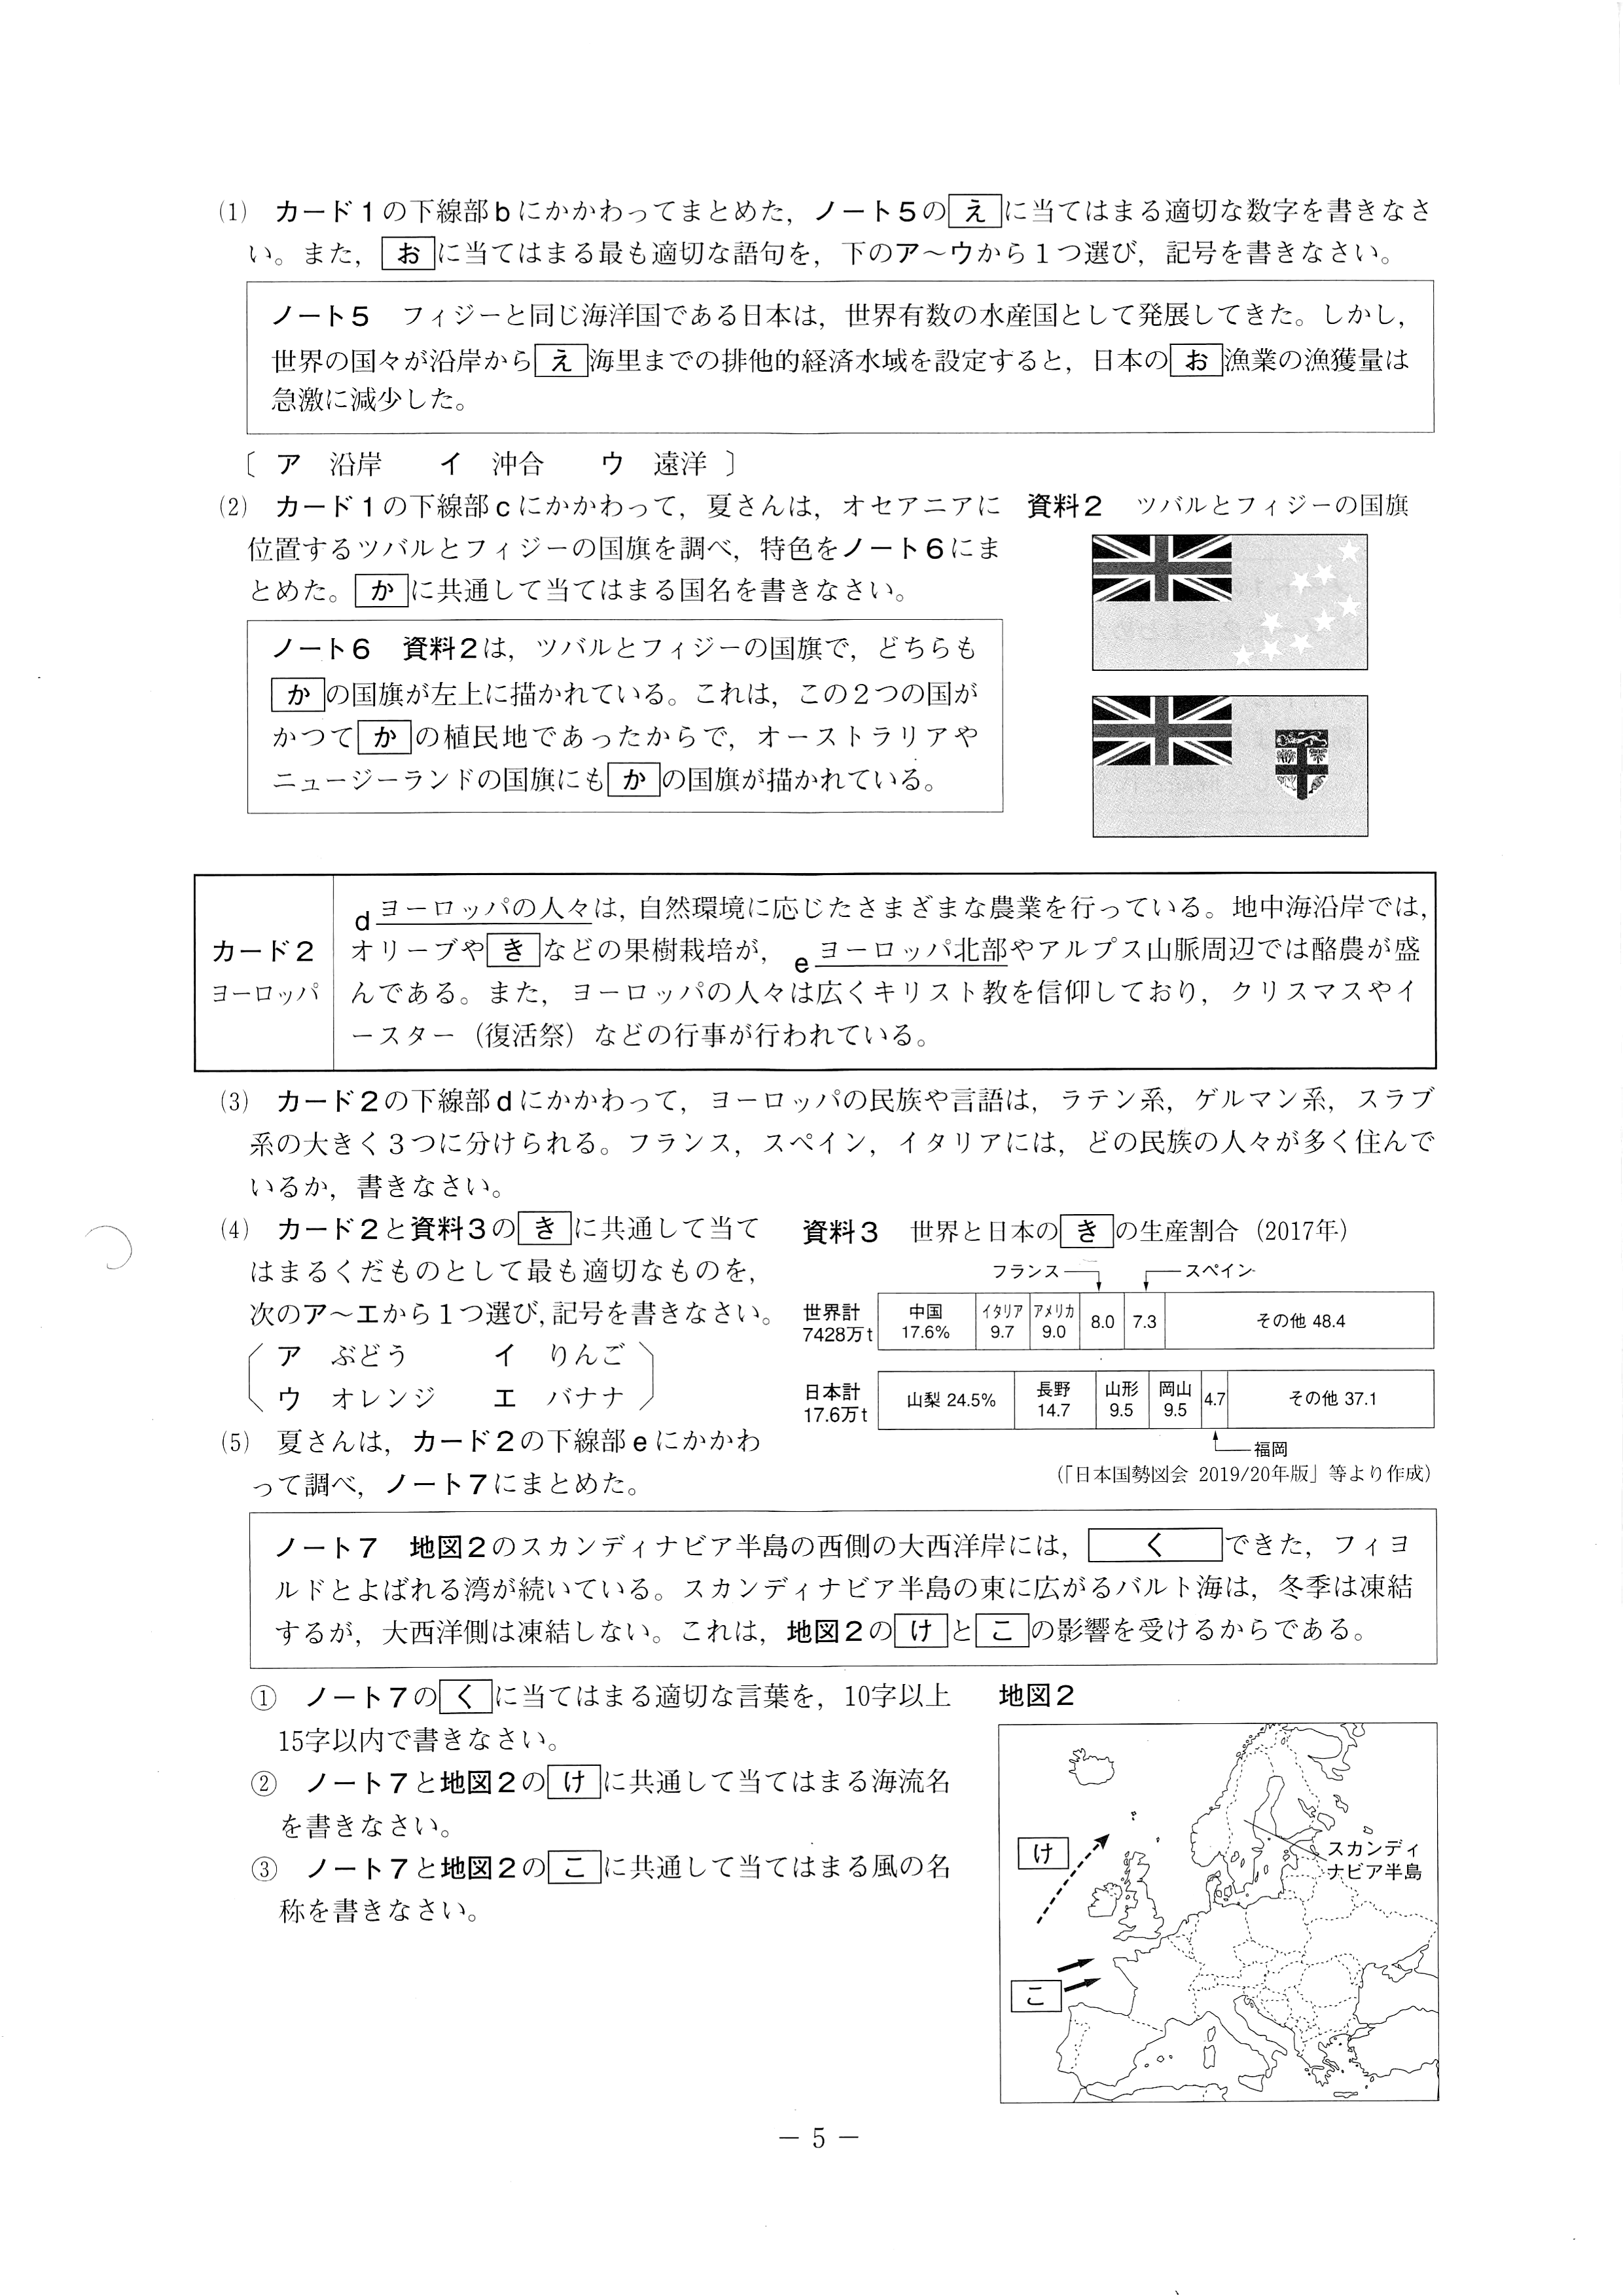 (1) カード1の下線部bにかかわってまとめた，ノート5の え に当てはまる適切な数字を書きなさ
い。また， お に当てはまる最も適切な語句を，下のア～ウから1つ選び，記号を書きなさい。
ノート5 フィジーと同じ海洋国である日本は，世界有数の水産国として発展してきた。しかし，
世界の国々が沿岸から え 海里までの排他的経済水域を設定すると，日本の お 漁業の漁獲量は
急激に減少した。
〔 ア 沿岸 イ 沖合 ウ 遠洋 〕
(2) カード1の下線部cにかかわって，夏さんは，オセアニアに
位置するツバルとフィジーの国旗を調べ，特色をノート6にま
とめた。 か に共通して当てはまる国名を書きなさい。
ノート6 資料2は，ツバルとフィジーの国旗で，どちらも
か の国旗が左上に描かれている。これは，この2つの国が
かつて か の植民地であったからで，オーストラリアや
ニュージーランドの国旗にも か の国旗が描かれている。
資料2 ツバルとフィジーの国旗
カード2
ヨーロッパ
dヨーロッパの人々は，自然環境に応じたさまざまな農業を行っている。地中海沿岸では，
オリーブや き などの果樹栽培が，eヨーロッパ北部やアルプス山脈周辺では酪農が盛
んである。また，ヨーロッパの人々は広くキリスト教を信仰しており，クリスマスやイ
ースター（復活祭）などの行事が行われている。
(3) カード2の下線部dにかかわって，ヨーロッパの民族や言語は，ラテン系，ゲルマン系，スラブ
系の大きく3つに分けられる。フランス，スペイン，イタリアには，どの民族の人々が多く住んで
いるか，書きなさい。
(4) カード2と資料3の き に共通して当て
はまるくだものとして最も適切なものを，
次のア～エから1つ選び，記号を書きなさい。
ア ぶどう イ りんご
ウ オレンジ エ バナナ
資料3 世界と日本の き の生産割合（2017年）
フランス スペイン
世界計
7428万t
中国
17.6%
イタリア
9.7
アメリカ
9.0
8.0
7.3
その他 48.4
日本計
17.6万t
山梨 24.5%
長野
14.7
山形
9.5
岡山
9.5
4.7
その他 37.1
福岡
（「日本国勢図会 2019/20年版」等より作成）
(5) 夏さんは，カード2の下線部eにかかわ
って調べ，ノート7にまとめた。
ノート7 地図2のスカンディナビア半島の西側の大西洋岸には， く できた，フィヨ
ルドとよばれる湾が続いている。スカンディナビア半島の東に広がるバルト海は，冬季は凍結
するが，大西洋側は凍結しない。これは，地図2の け と こ の影響を受けるからである。
① ノート7の く に当てはまる適切な言葉を，10字以上
15字以内で書きなさい。
② ノート7と地図2の け に共通して当てはまる海流名
を書きなさい。
③ ノート7と地図2の こ に共通して当てはまる風の名
称を書きなさい。
地図2
け
スカンディ
ナビア半島
こ
－ 5 －